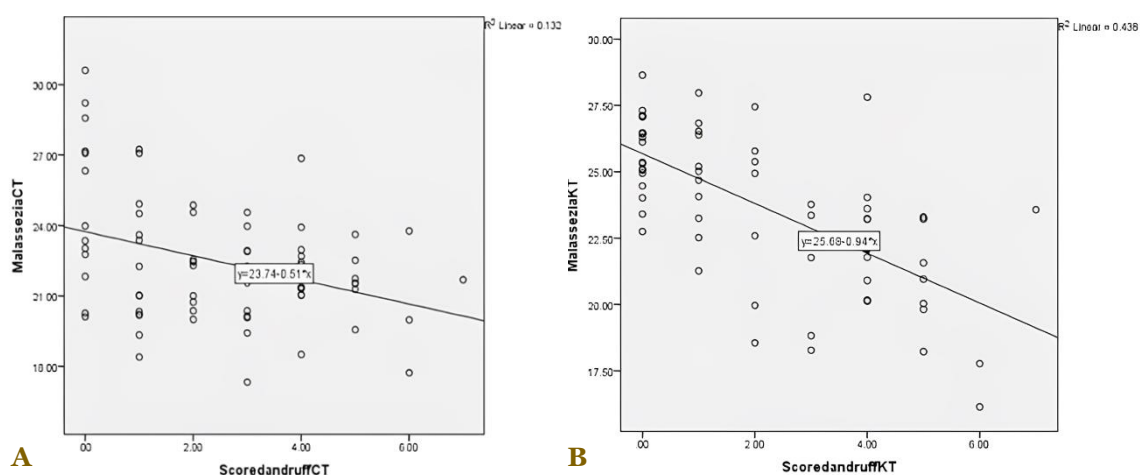 A
R² Linear = 0.132
MalasseziaCT
30.00
27.00
24.00
21.00
18.00
y=23.74-0.51*x
.00
2.00
4.00
6.00
ScoredandruffCT
B
R² Linear = 0.438
MalasseziaKT
30.00
27.50
25.00
22.50
20.00
17.50
y=25.68-0.94*x
.00
2.00
4.00
6.00
ScoredandruffKT